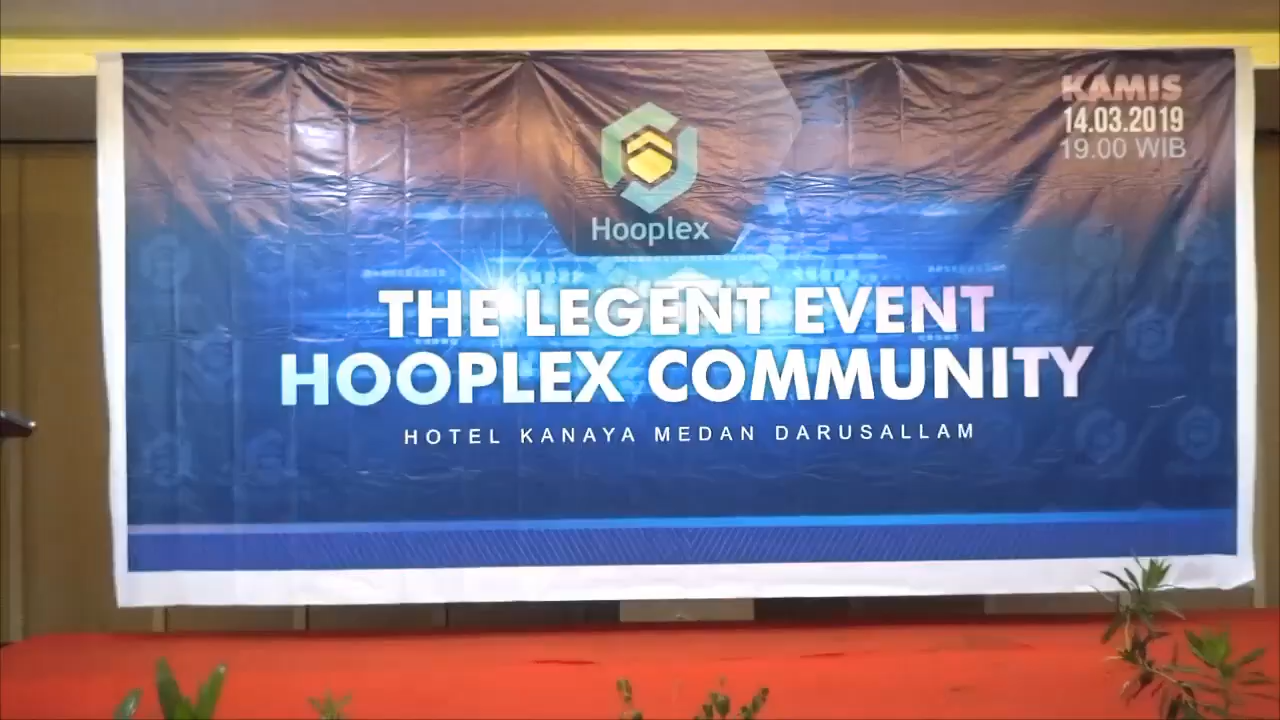 KAMIS
14.03.2019
19.00 WIB
Hooplex
THE LEGENT EVENT
HOOPLEX COMMUNITY
HOTEL KANAYA MEDAN DARUSALLAM